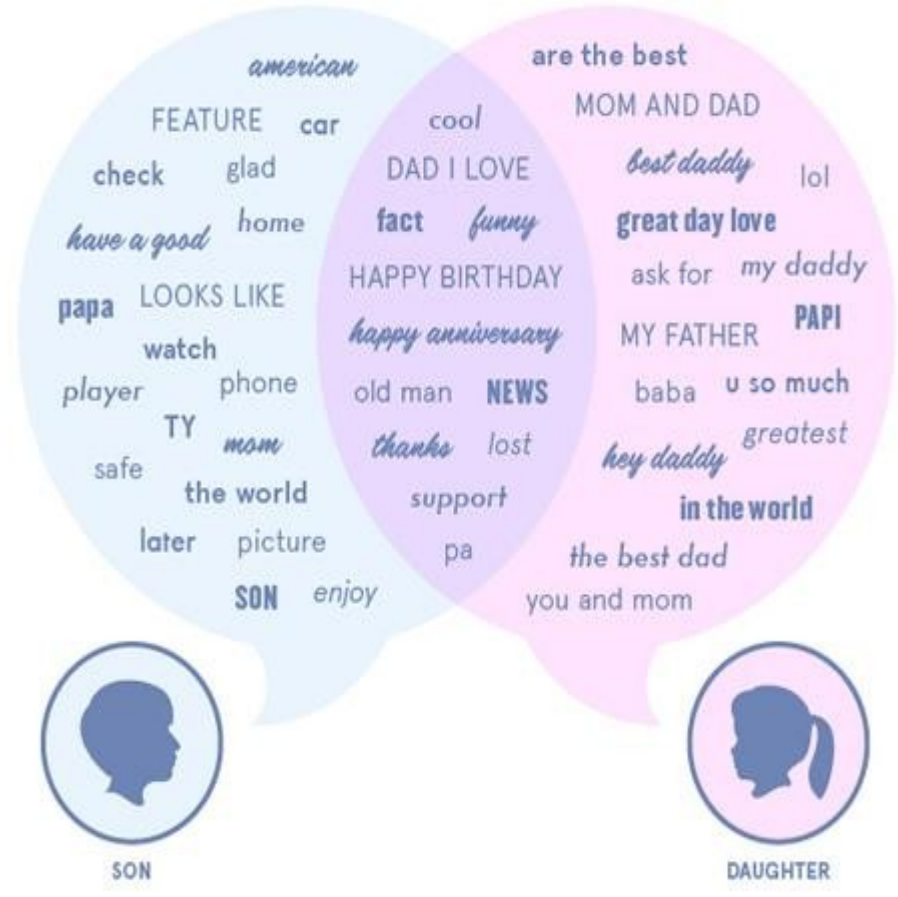 american
FEATURE car
check glad
have a good home
papa LOOKS LIKE
watch
player phone
TY mom
safe
the world
later picture
SON enjoy
cool
DAD I LOVE
fact funny
HAPPY BIRTHDAY
happy anniversary
old man NEWS
thanks lost
support
pa
are the best
MOM AND DAD
best daddy lol
great day love
ask for my daddy
MY FATHER PAPI
baba u so much
hey daddy greatest
in the world
the best dad
you and mom
SON
DAUGHTER